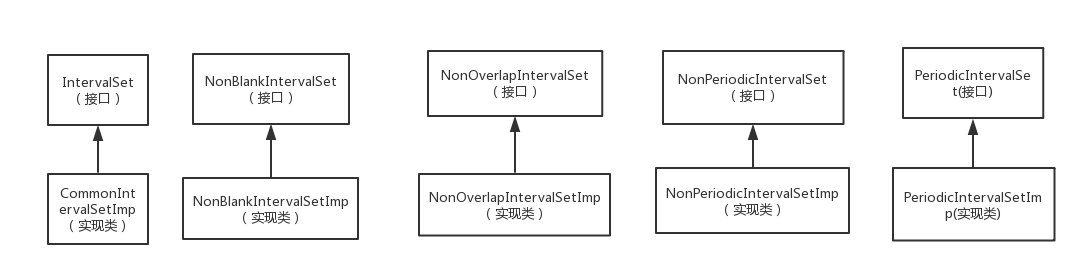 IntervalSet
（接口）
NonBlankIntervalSet
（接口）
NonOverlapIntervalSet
（接口）
NonPeriodicIntervalSet
（接口）
PeriodicIntervalSe
t(接口)
CommonInt
ervalSetImp
（实现类）
NonBlankIntervalSetImp
（实现类）
NonOverlapIntervalSetImp
（实现类）
NonPeriodicIntervalSetImp
（实现类）
PeriodicIntervalSetIm
p(实现类)